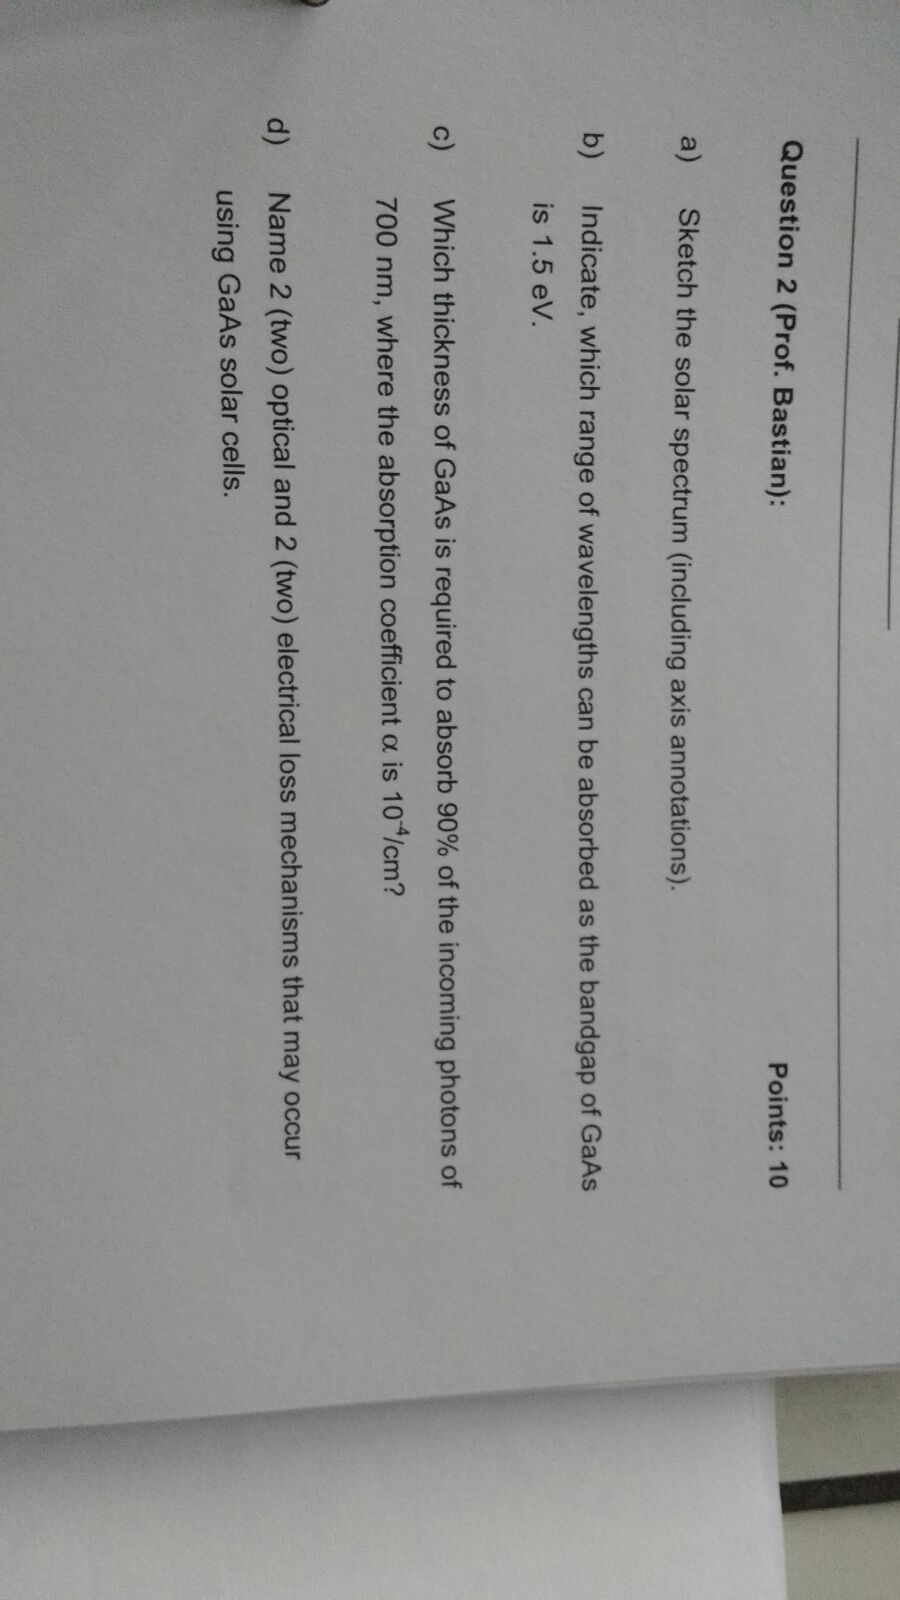 Question 2 (Prof. Bastian): Points: 10
a) Sketch the solar spectrum (including axis annotations).
b) Indicate, which range of wavelengths can be absorbed as the bandgap of GaAs
is 1.5 eV.
c) Which thickness of GaAs is required to absorb 90% of the incoming photons of
700 nm, where the absorption coefficient α is 10⁻⁴/cm?
d) Name 2 (two) optical and 2 (two) electrical loss mechanisms that may occur
using GaAs solar cells.